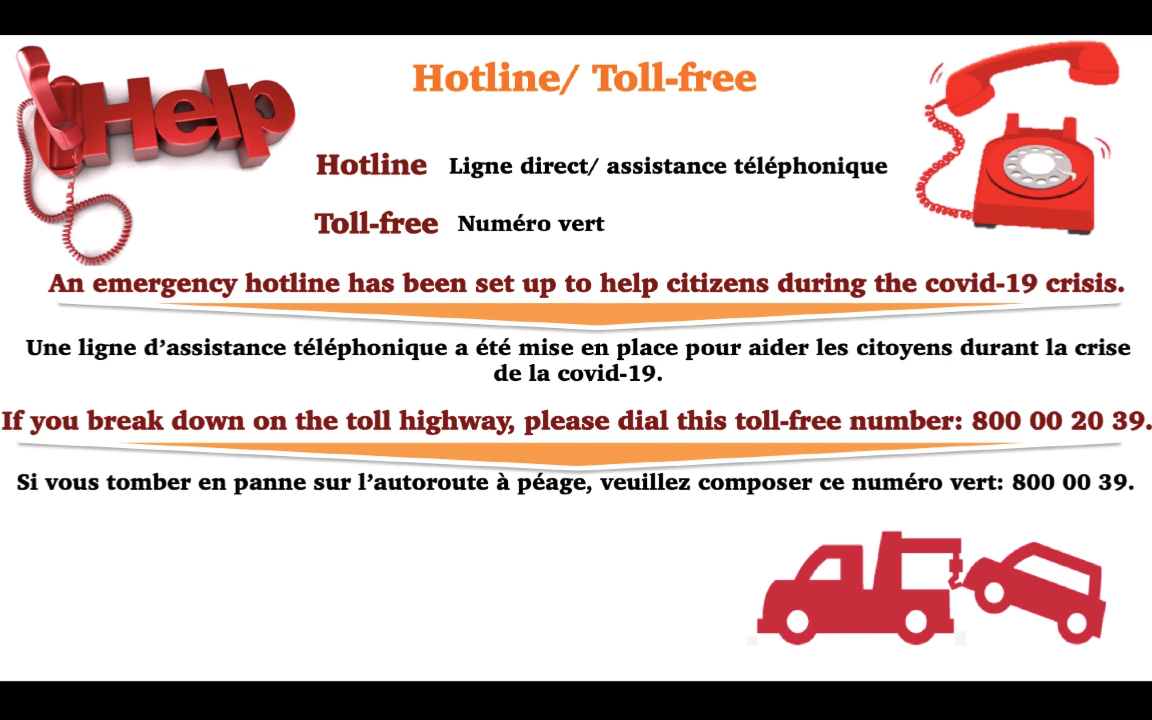 Help
Hotline/ Toll-free
Hotline Ligne direct/ assistance téléphonique
Toll-free Numéro vert
An emergency hotline has been set up to help citizens during the covid-19 crisis.
Une ligne d’assistance téléphonique a été mise en place pour aider les citoyens durant la crise
de la covid-19.
If you break down on the toll highway, please dial this toll-free number: 800 00 20 39.
Si vous tomber en panne sur l’autoroute à péage, veuillez composer ce numéro vert: 800 00 39.